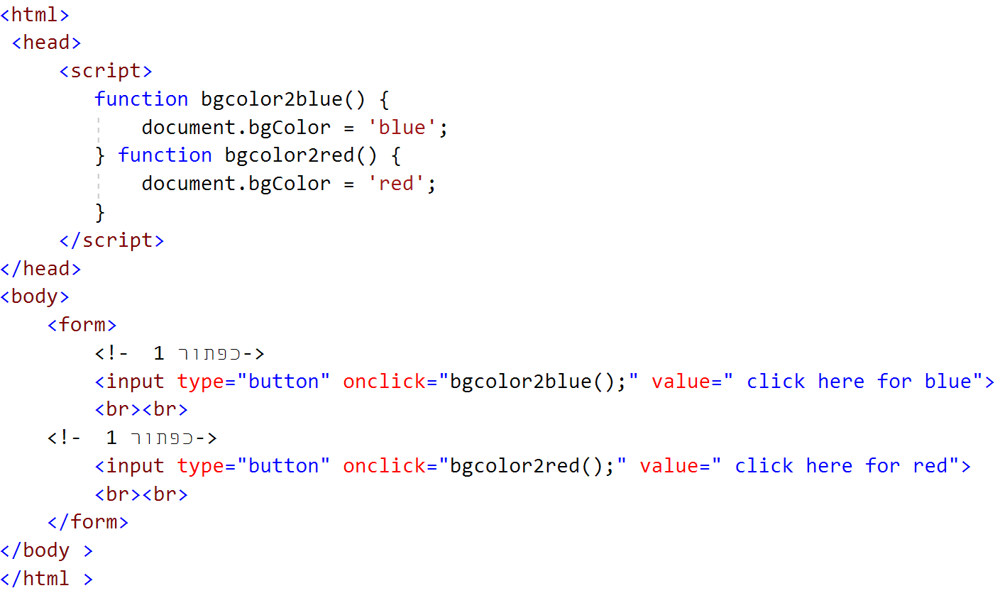 <html>
<head>
<script>
function bgcolor2blue() {
document.bgColor = 'blue';
} function bgcolor2red() {
document.bgColor = 'red';
}
</script>
</head>
<body>
<form>
<!-  1 כפתור->
<input type="button" onclick="bgcolor2blue();" value=" click here for blue">
<br><br>
<!-  1 כפתור->
<input type="button" onclick="bgcolor2red();" value=" click here for red">
<br><br>
</form>
</body >
</html >